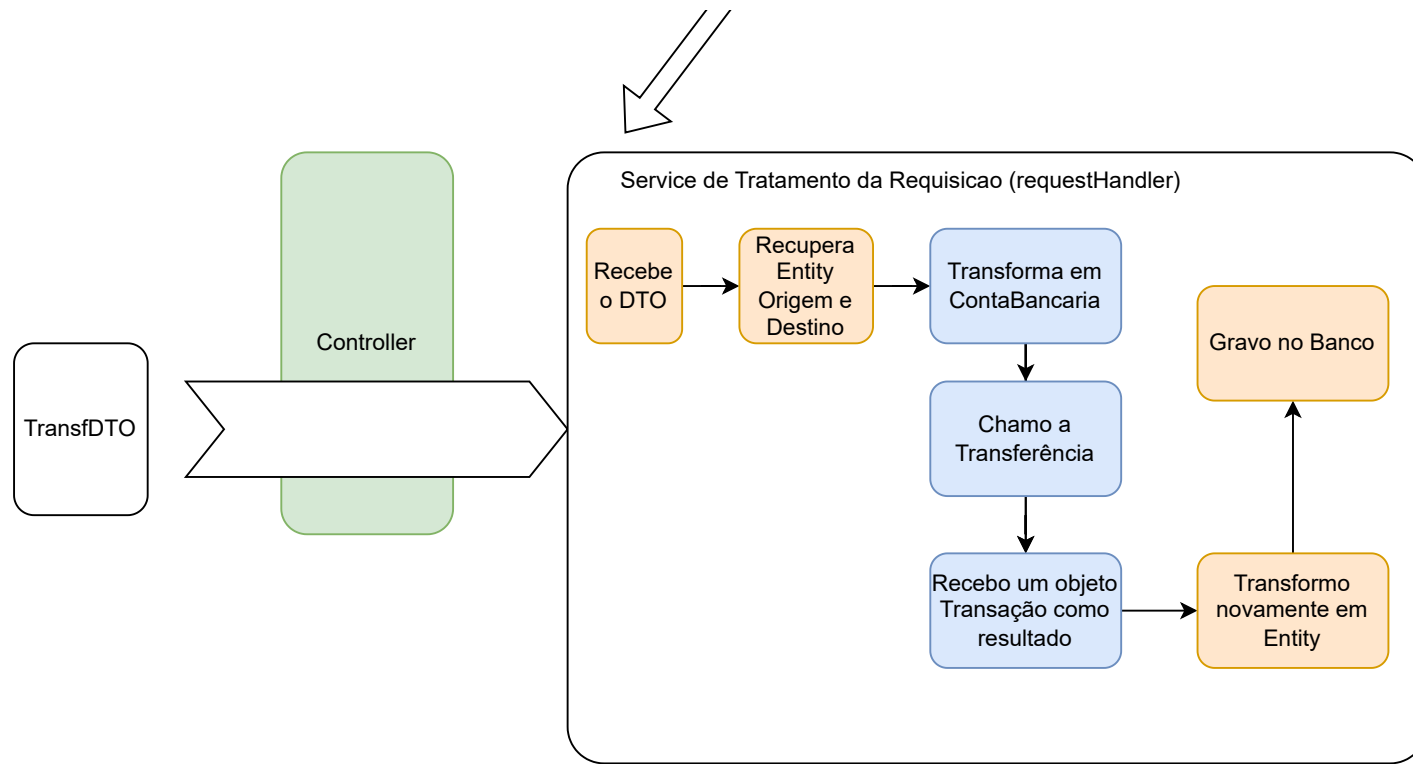 Service de Tratamento da Requisicao (requestHandler)
Recebe
o DTO
Recupera
Entity
Origem e
Destino
Transforma em
ContaBancaria
Gravo no Banco
Controller
TransfDTO
Chamo a
Transferência
Recebo um objeto
Transação como
resultado
Transformo
novamente em
Entity